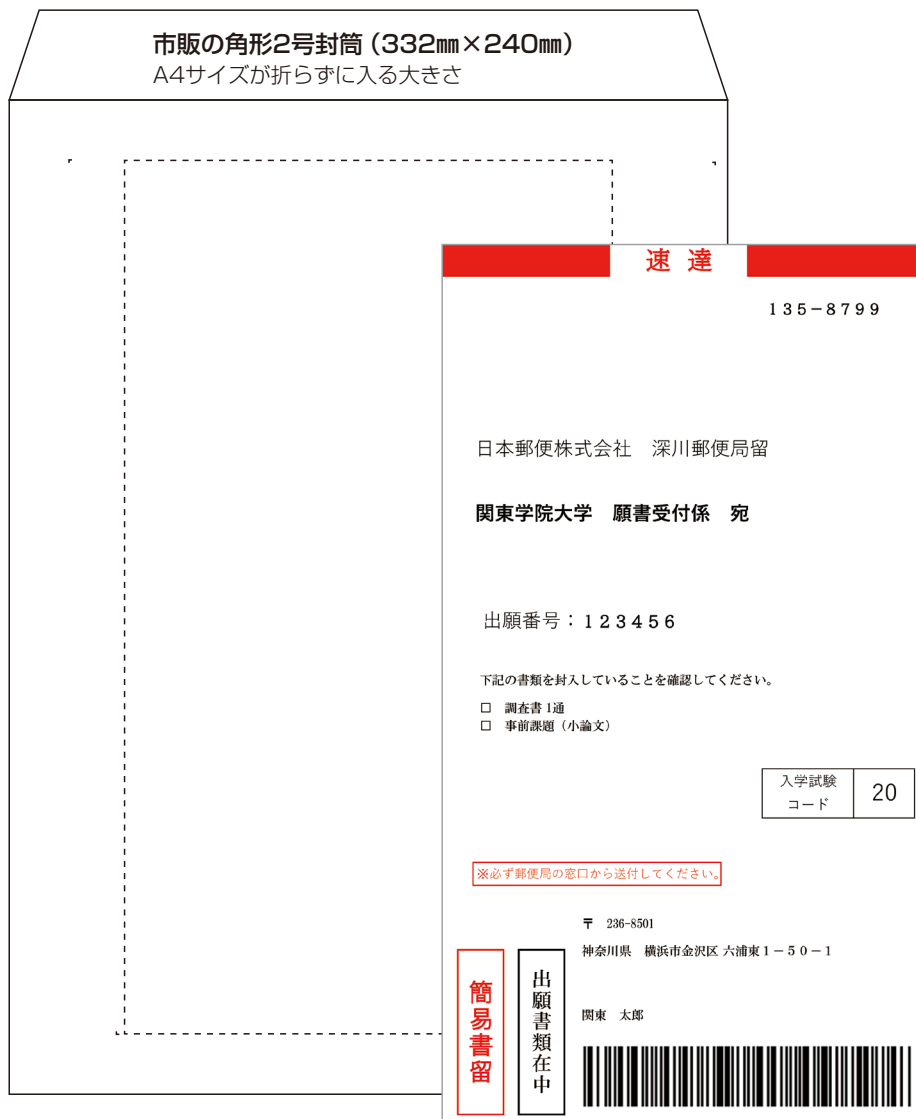 市販の角形2号封筒（332㎜×240㎜）
A4サイズが折らずに入る大きさ
速 達
１３５－８７９９
日本郵便株式会社　深川郵便局留
関東学院大学　願書受付係　宛
出願番号：１２３４５６
下記の書類を封入していることを確認してください。
□　調査書 1通
□　事前課題（小論文）
入学試験
コード
20
※必ず郵便局の窓口から送付してください。
〒　236-8501
神奈川県　横浜市金沢区 六浦東１－５０－１
関東　太郎
簡易書留
出願書類在中